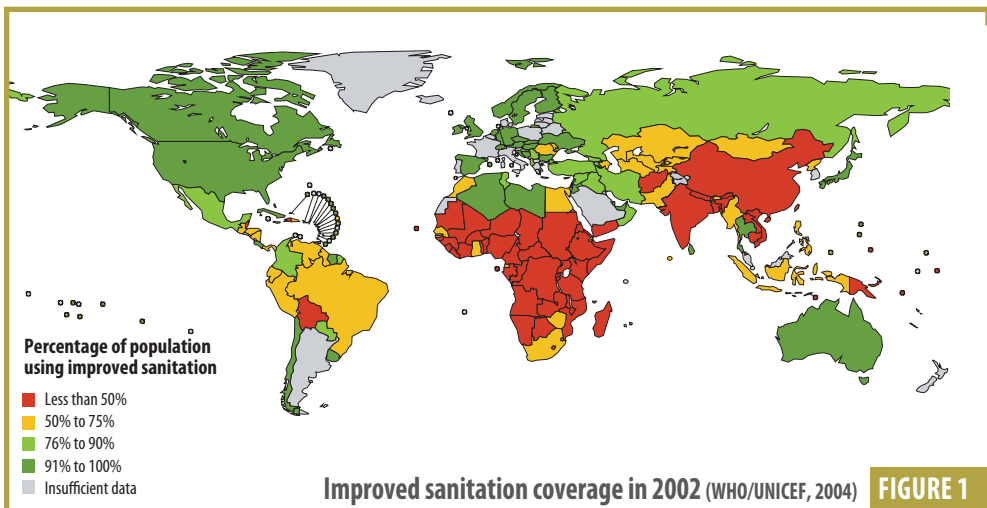 Percentage of population
using improved sanitation
Less than 50%
50% to 75%
76% to 90%
91% to 100%
Insufficient data
Improved sanitation coverage in 2002 (WHO/UNICEF, 2004) FIGURE 1